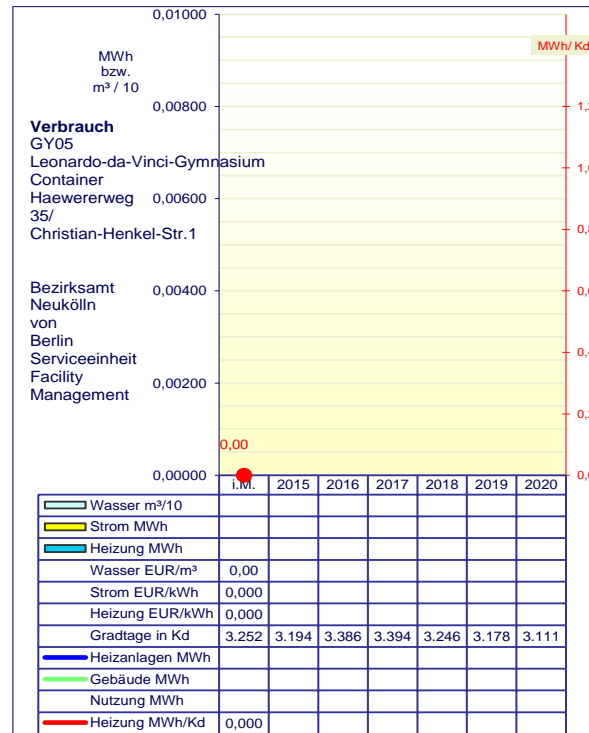 MWh
bzw.
m³ / 10
Verbrauch
GY05
Leonardo-da-Vinci-Gymnasium
Container
Haewererweg
35/
Christian-Henkel-Str.1
Bezirksamt
Neukölln
von
Berlin
Serviceeinheit
Facility
Management
0,01000
0,00800
0,00600
0,00400
0,00200
0,00000
MWh/Kd
0,00
i.M. 2015 2016 2017 2018 2019 2020
Wasser m³/10
Strom MWh
Heizung MWh
Wasser EUR/m³ 0,00
Strom EUR/kWh 0,000
Heizung EUR/kWh 0,000
Gradtage in Kd 3.252 3.194 3.386 3.394 3.246 3.178 3.111
Heizanlagen MWh
Gebäude MWh
Nutzung MWh
Heizung MWh/Kd 0,000